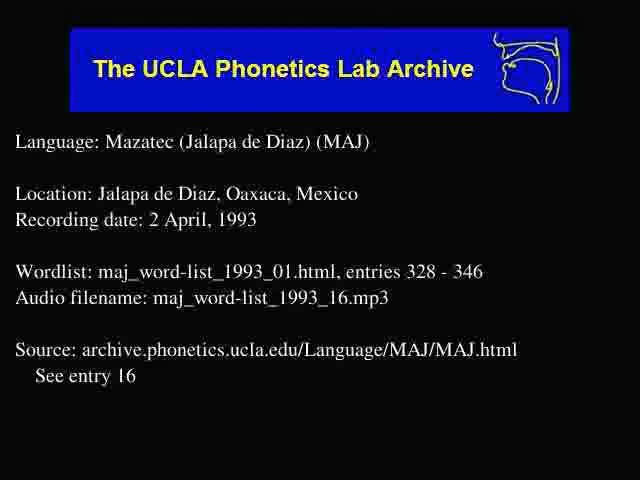 The UCLA Phonetics Lab Archive
Language: Mazatec (Jalapa de Diaz) (MAJ)
Location: Jalapa de Diaz, Oaxaca, Mexico
Recording date: 2 April, 1993
Wordlist: maj_word-list_1993_01.html, entries 328 - 346
Audio filename: maj_word-list_1993_16.mp3
Source: archive.phonetics.ucla.edu/Language/MAJ/MAJ.html
See entry 16